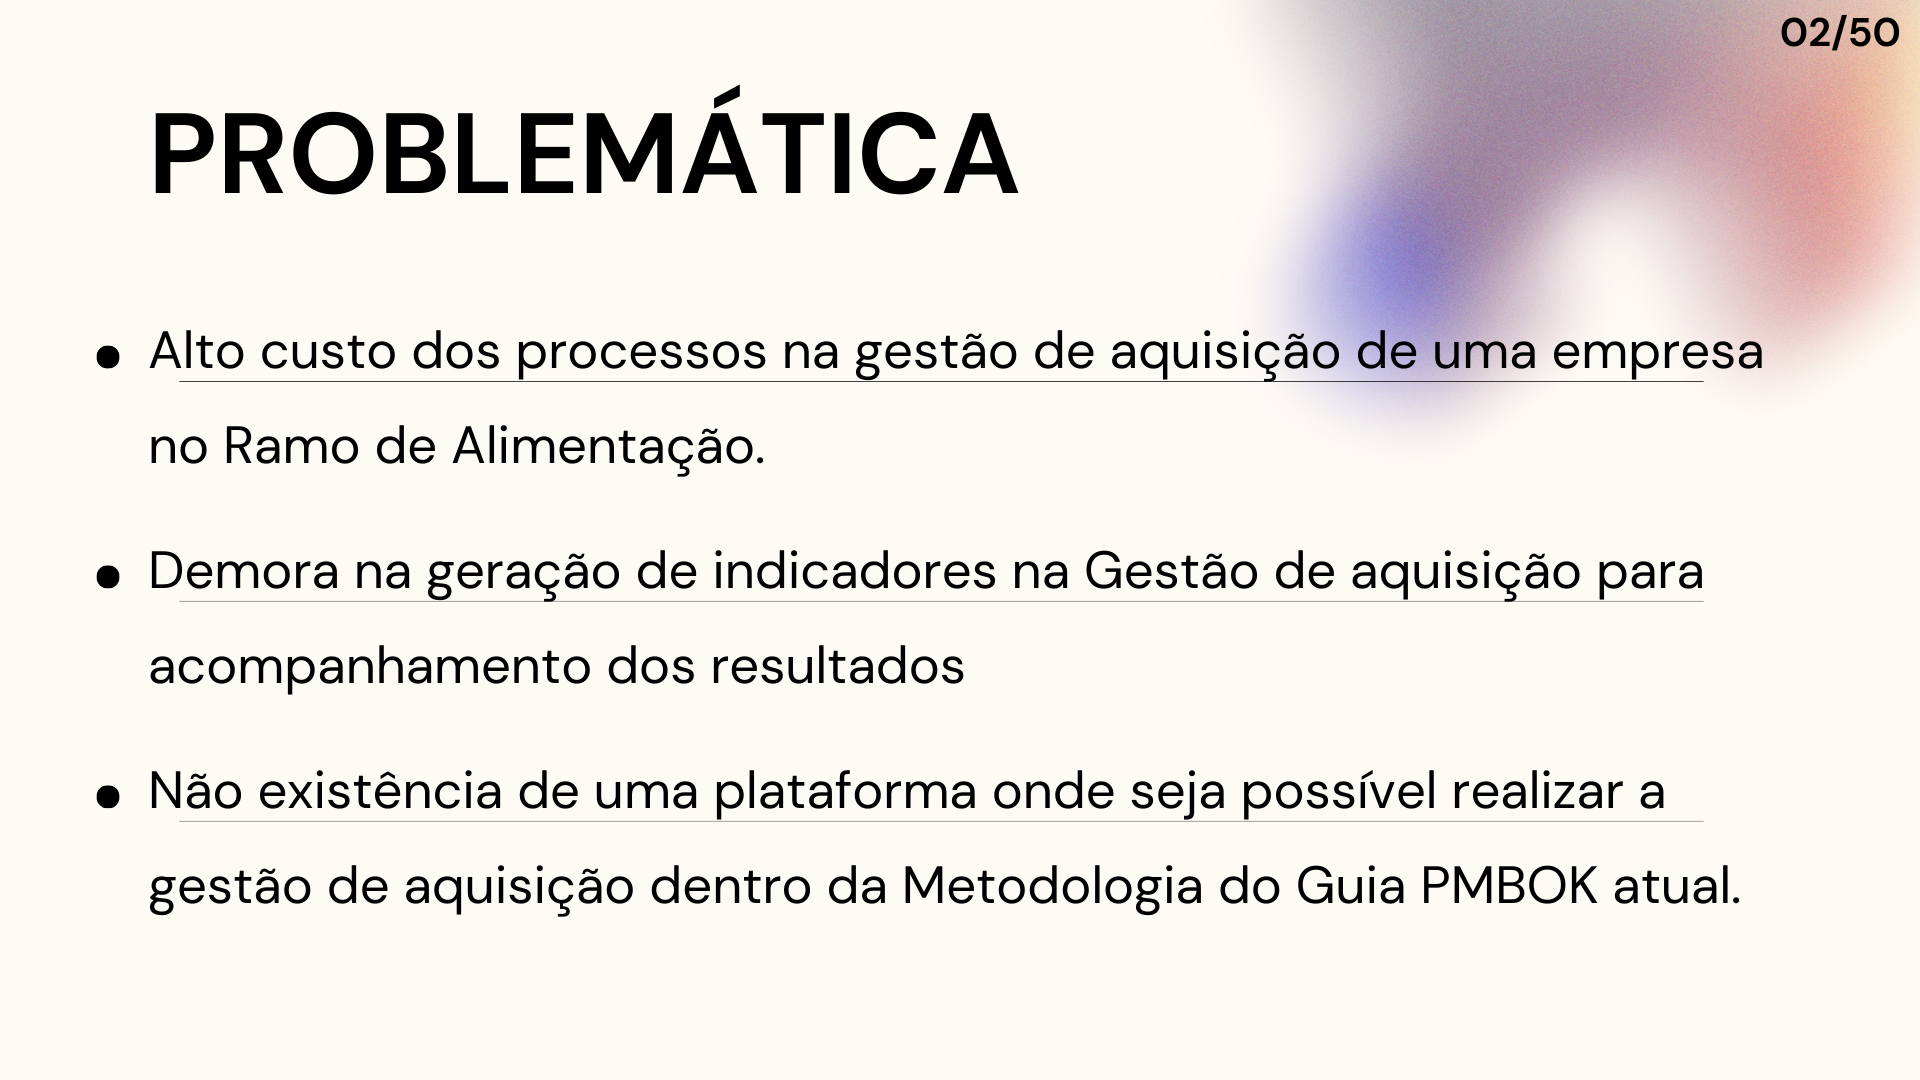 02/50
PROBLEMÁTICA
• Alto custo dos processos na gestão de aquisição de uma empresa
no Ramo de Alimentação.
• Demora na geração de indicadores na Gestão de aquisição para
acompanhamento dos resultados
• Não existência de uma plataforma onde seja possível realizar a
gestão de aquisição dentro da Metodologia do Guia PMBOK atual.